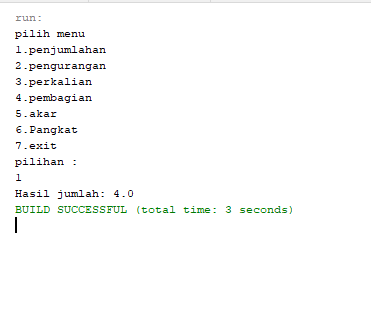 run:
pilih menu
1.penjumlahan
2.pengurangan
3.perkalian
4.pembagian
5.akar
6.Pangkat
7.exit
pilihan :
1
Hasil jumlah: 4.0
BUILD SUCCESSFUL (total time: 3 seconds)